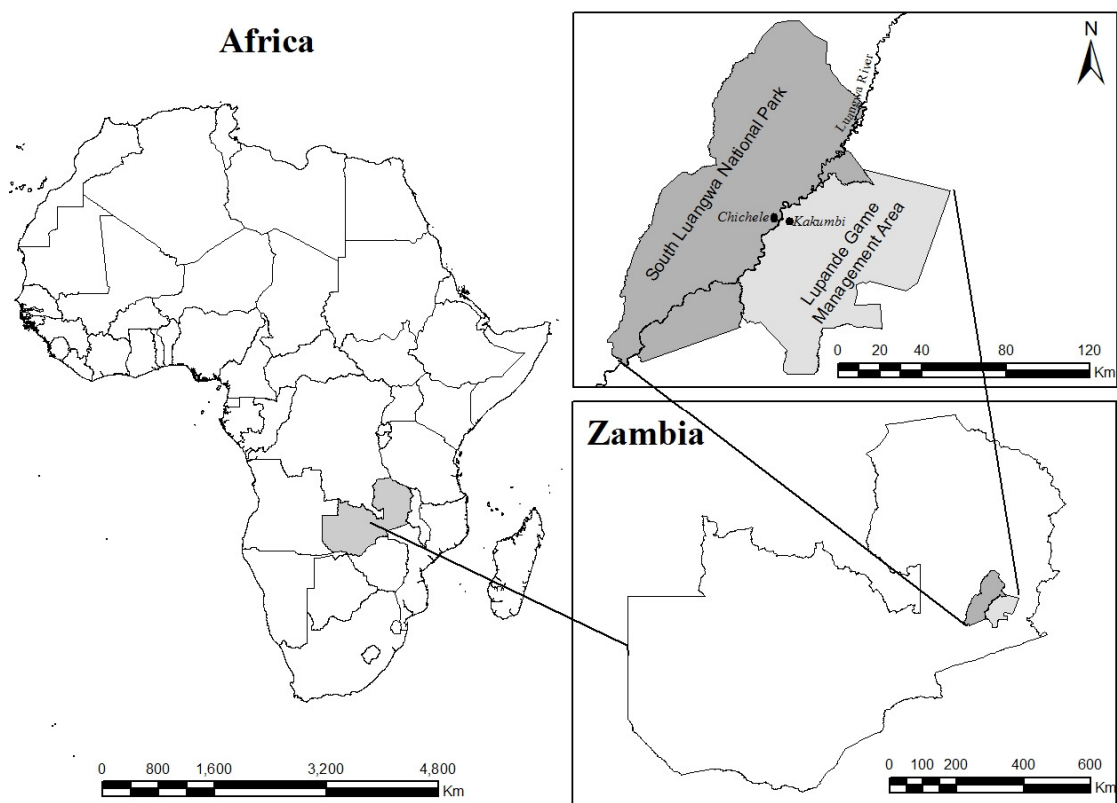 Africa
N
Luangwa River
South Luangwa National Park
Chichele
Kakumbi
Lupande Game
Management Area
0 20 40 80 120
Km
Zambia
0 800 1,600 3,200 4,800
Km
0 100 200 400 600
Km